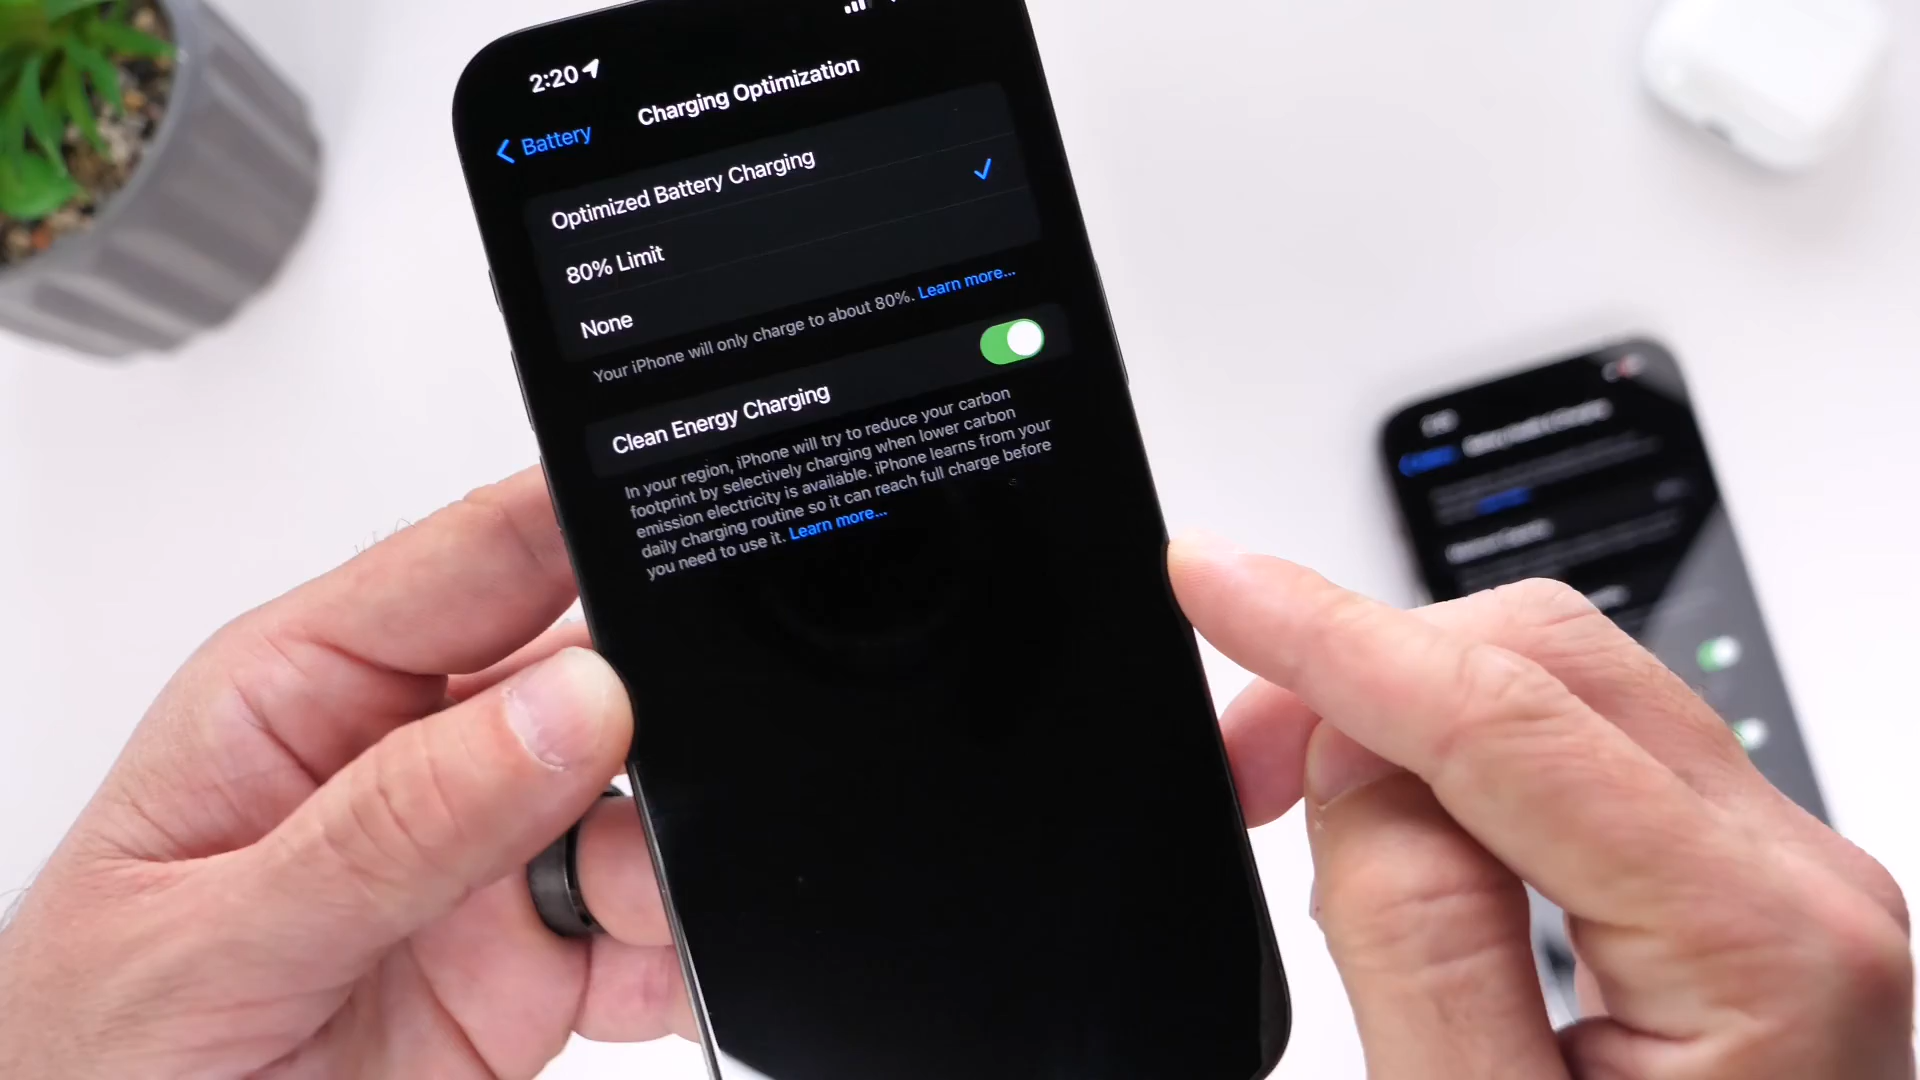 2:20
Battery
Charging Optimization
Optimized Battery Charging
80% Limit
None
Your iPhone will only charge to about 80%. Learn more...
Clean Energy Charging
In your region, iPhone will try to reduce your carbon
footprint by selectively charging when lower carbon
emission electricity is available. iPhone learns from your
daily charging routine so it can reach full charge before
you need to use it. Learn more...